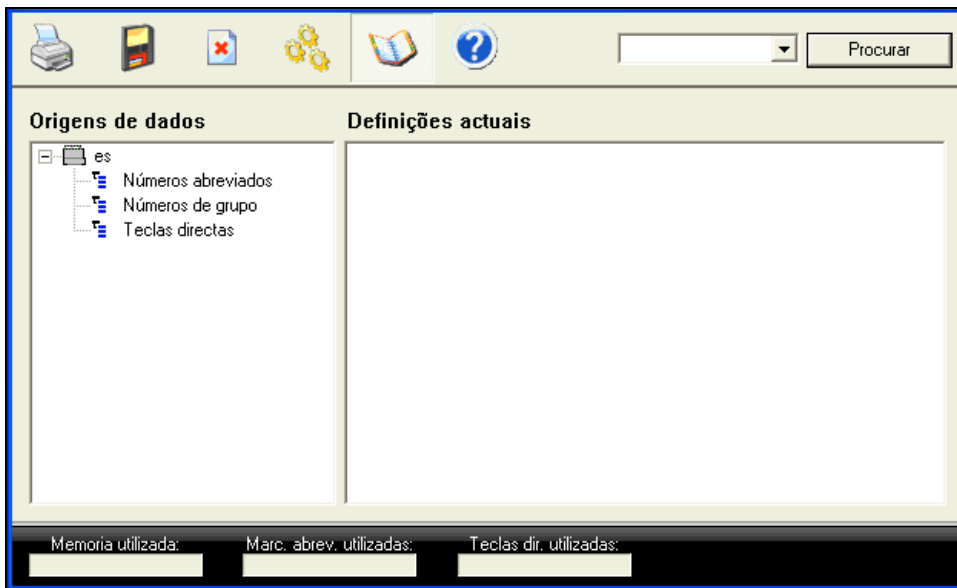 Procurar
Origens de dados
Definições actuais
es
Números abreviados
Números de grupo
Teclas directas
Memoria utilizada:
Marc. abrev. utilizadas:
Teclas dir. utilizadas: